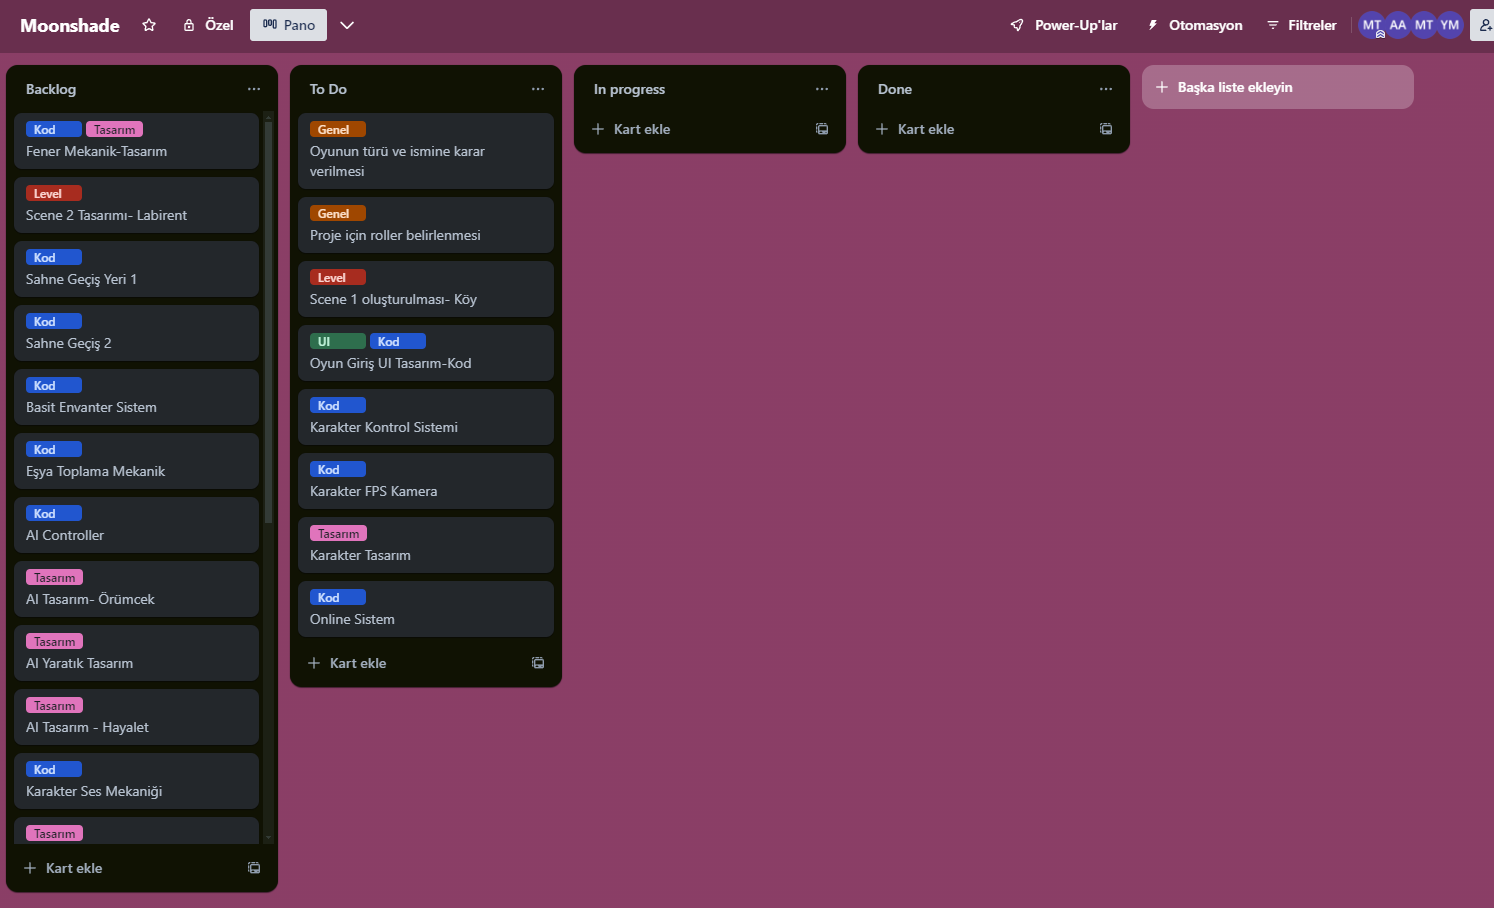 Moonshade
Özel
Pano
Power-Up'lar
Otomasyon
Filtreler
MT
AA
MT
YM
Backlog
Kod
Tasarım
Fener Mekanik-Tasarım
Level
Scene 2 Tasarımı- Labirent
Kod
Sahne Geçiş Yeri 1
Kod
Sahne Geçiş 2
Kod
Basit Envanter Sistem
Kod
Eşya Toplama Mekanik
Kod
AI Controller
Tasarım
AI Tasarım- Örümcek
Tasarım
AI Yaratık Tasarım
Tasarım
AI Tasarım - Hayalet
Kod
Karakter Ses Mekaniği
Tasarım
Kart ekle
To Do
Genel
Oyunun türü ve ismine karar
verilmesi
Genel
Proje için roller belirlenmesi
Level
Scene 1 oluşturulması- Köy
UI
Kod
Oyun Giriş UI Tasarım-Kod
Kod
Karakter Kontrol Sistemi
Kod
Karakter FPS Kamera
Tasarım
Karakter Tasarım
Kod
Online Sistem
Kart ekle
In progress
Kart ekle
Done
Kart ekle
Başka liste ekleyin